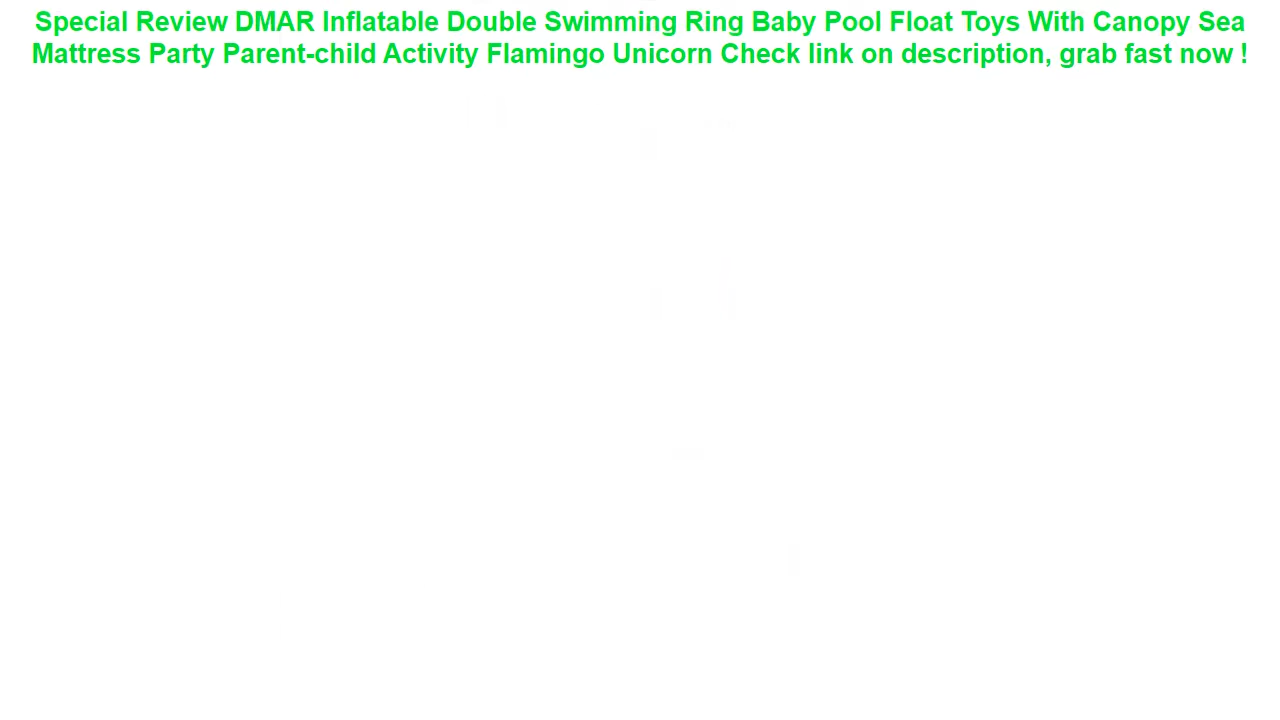 Special Review DMAR Inflatable Double Swimming Ring Baby Pool Float Toys With Canopy Sea
Mattress Party Parent-child Activity Flamingo Unicorn Check link on description, grab fast now !